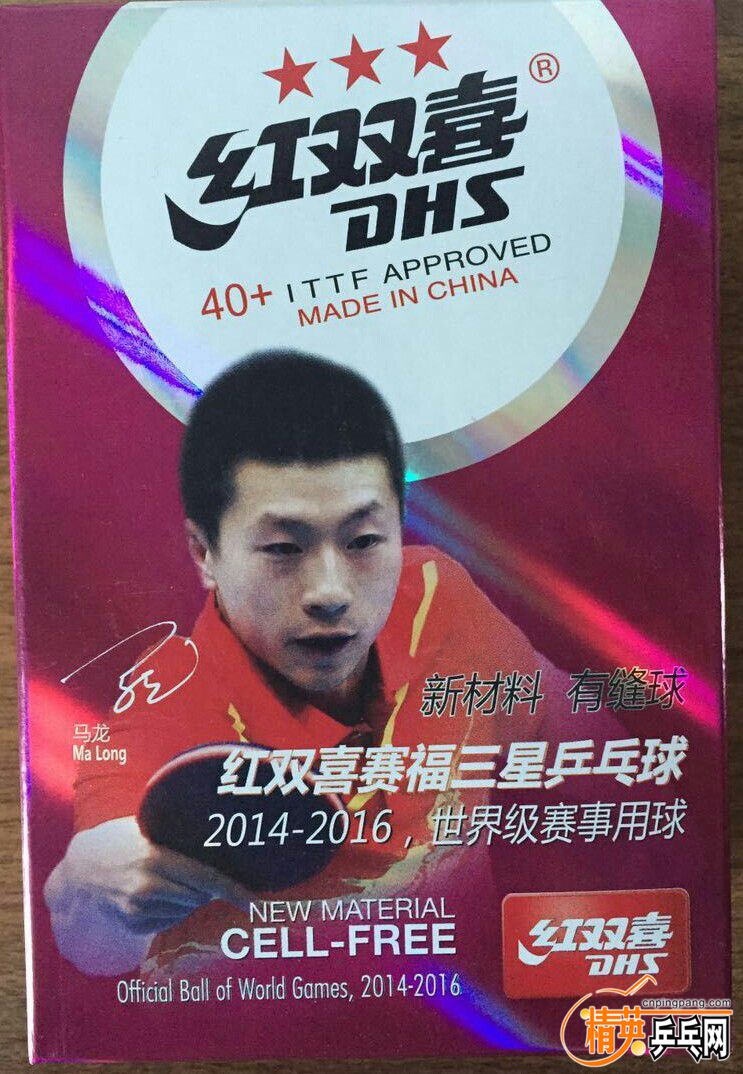 红双喜®
DHS
40+ ITTF APPROVED
MADE IN CHINA
马龙
Ma Long
新材料 有缝球
红双喜赛福三星乒乓球
2014-2016，世界级赛事用球
NEW MATERIAL
CELL-FREE
Official Ball of World Games, 2014-2016
红双喜
DHS
cnpingpang.com
精英乒乓网